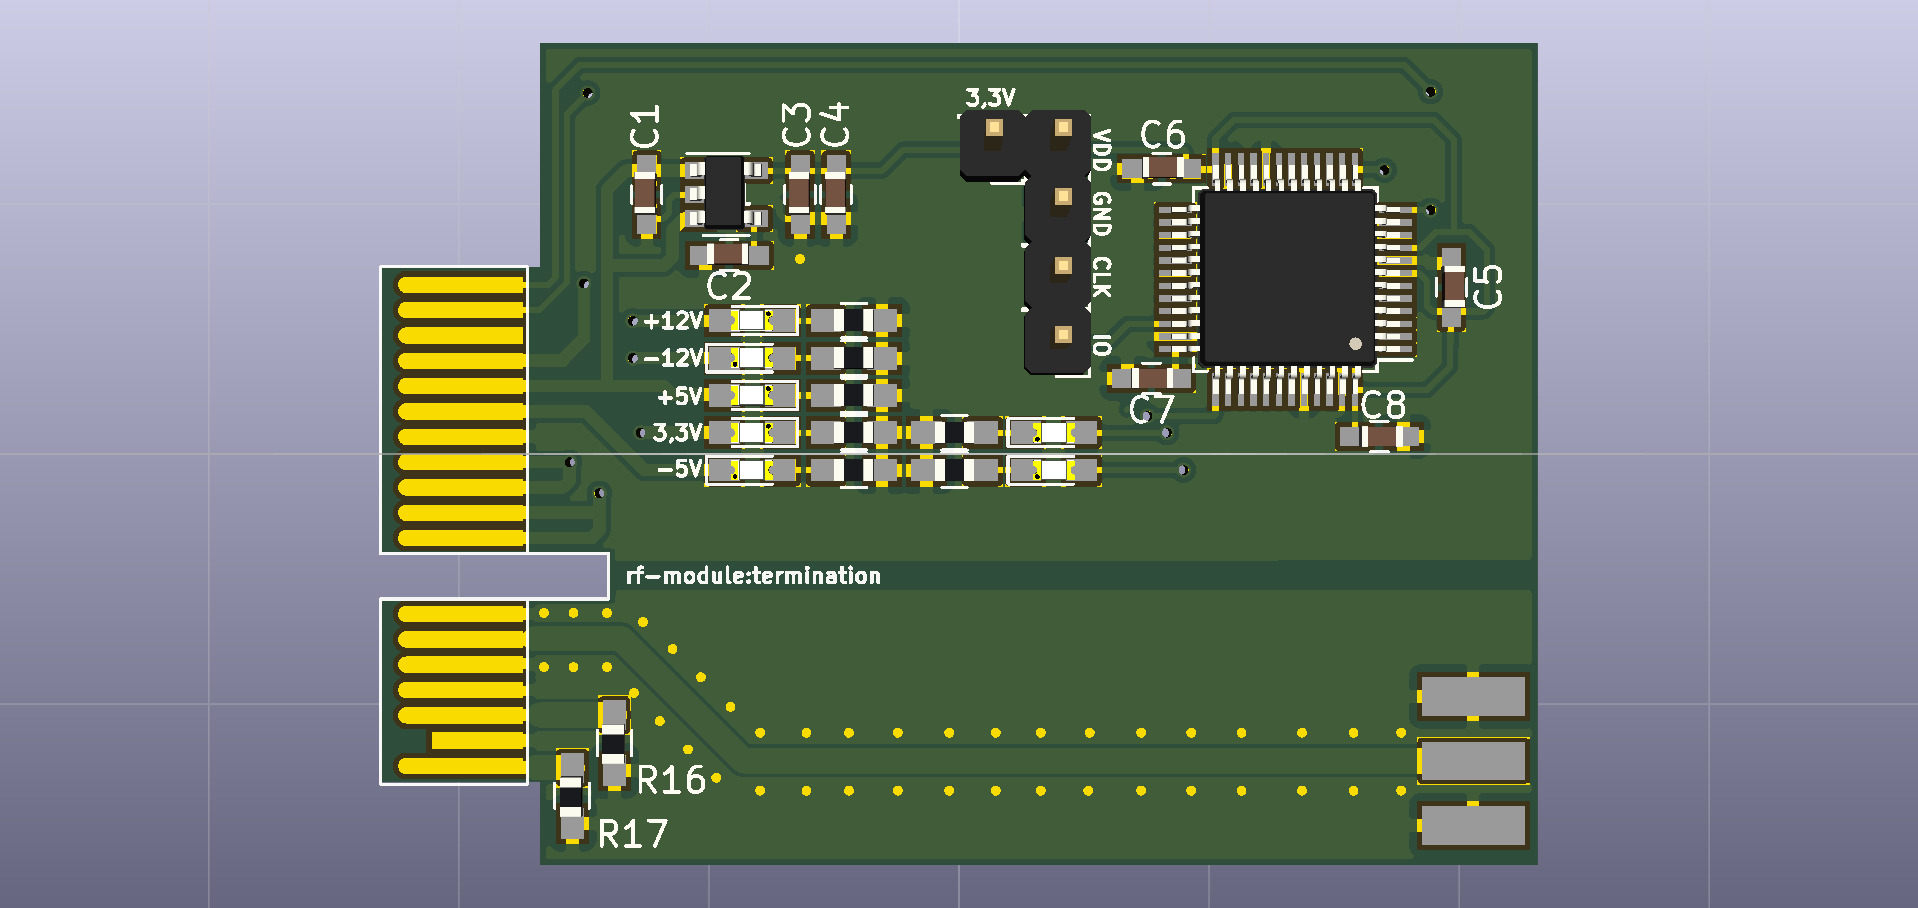 3,3V
C1
C3
C4
C6
VDD
GND
CLK
IO
C2
C5
+12V
-12V
+5V
3,3V
-5V
C7
C8
rf-module:termination
R16
R17